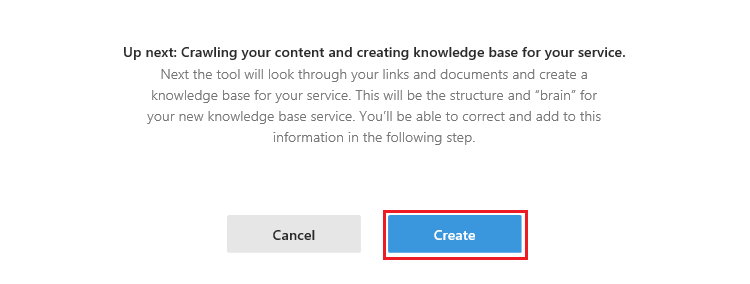 Up next: Crawling your content and creating knowledge base for your service.
Next the tool will look through your links and documents and create a
knowledge base for your service. This will be the structure and “brain” for
your new knowledge base service. You’ll be able to correct and add to this
information in the following step.
Cancel
Create